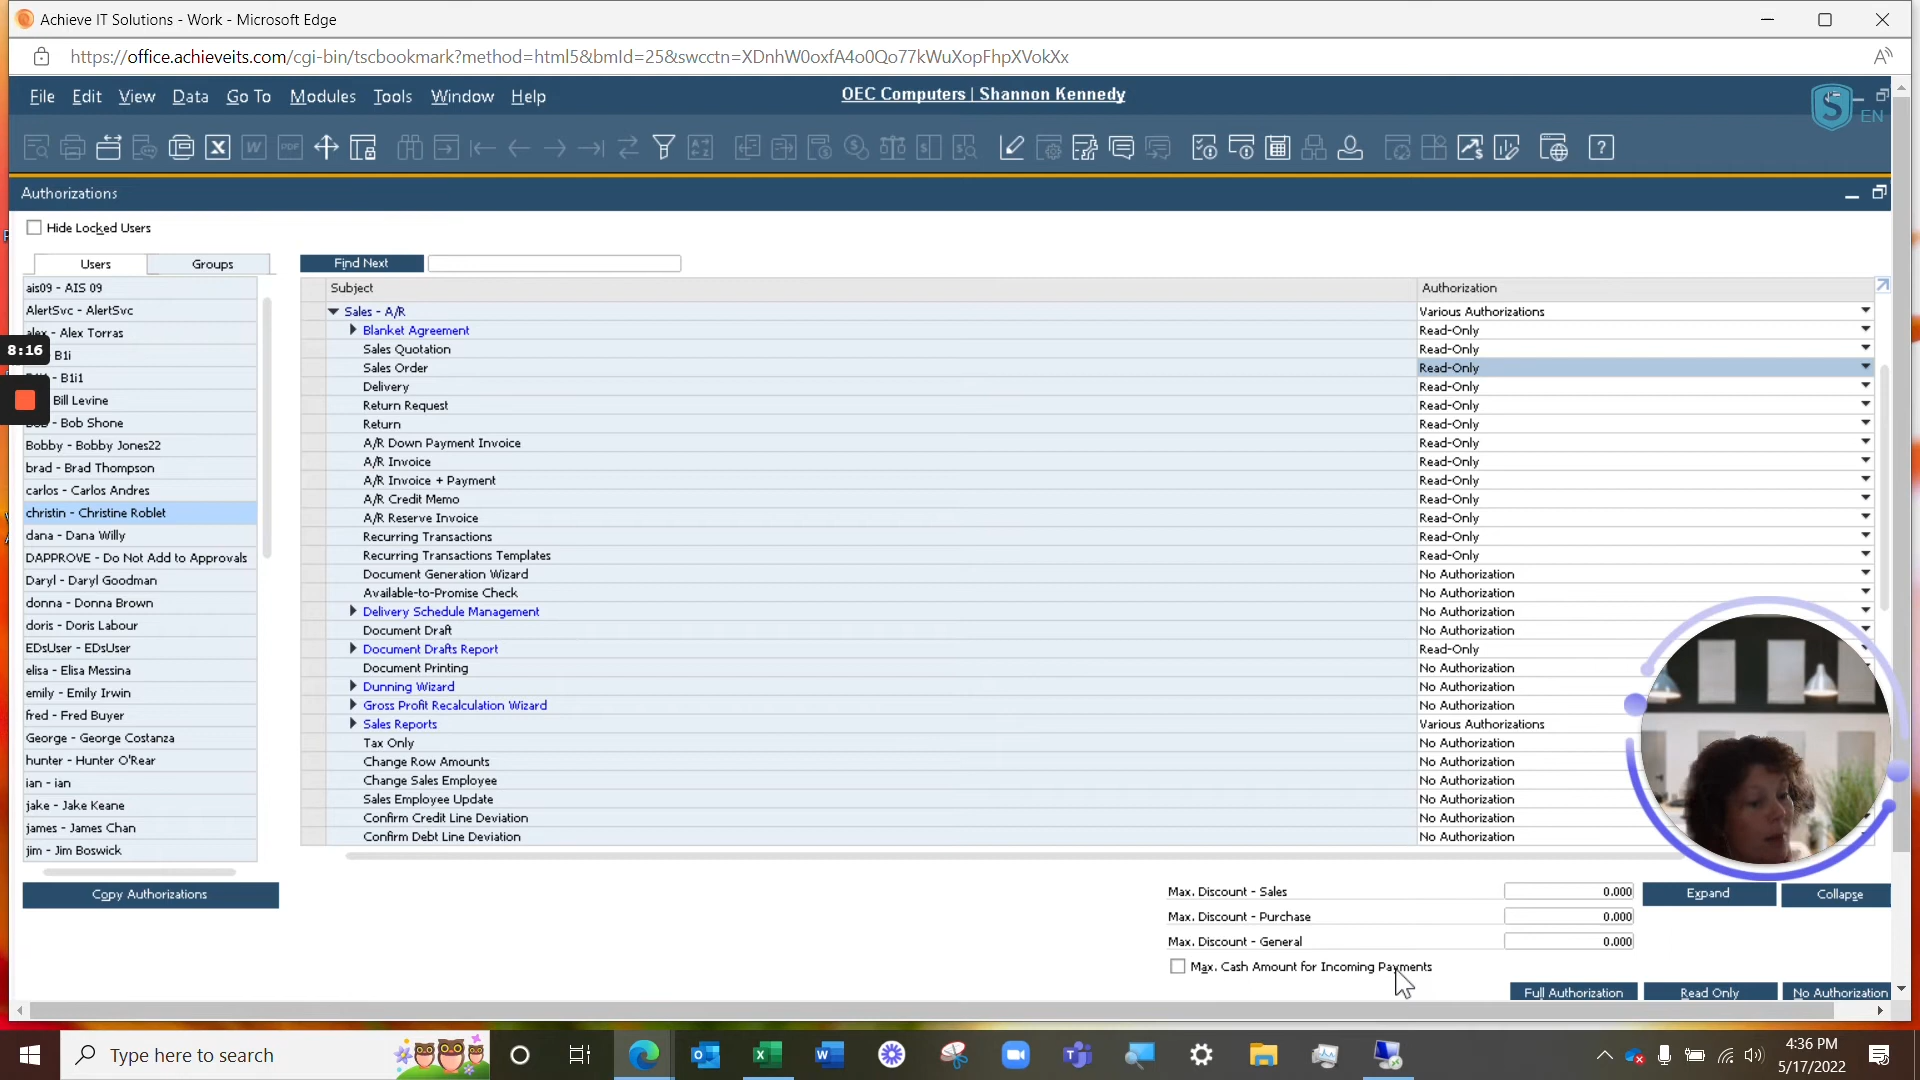 Achieve IT Solutions - Work - Microsoft Edge
https://office.achieveits.com/cgi-bin/tscbookmark?method=html5&bmId=25&swcctn=XDnhW0oxfA4o0Qo77kWuXopFhpXVokXx
File Edit View Data Go To Modules Tools Window Help
OEC Computers | Shannon Kennedy
EN
Authorizations
Hide Locked Users
Users Groups
Find Next
Subject Authorization
ais09 - AIS 09
AlertSvc - AlertSvc
alex - Alex Torras
B1i
- B1i1
Bill Levine
- Bob Shone
Bobby - Bobby Jones22
brad - Brad Thompson
carlos - Carlos Andres
christin - Christine Roblet
dana - Dana Willy
DAPPROVE - Do Not Add to Approvals
Daryl - Daryl Goodman
donna - Donna Brown
doris - Doris Labour
EDsUser - EDsUser
elisa - Elisa Messina
emily - Emily Irwin
fred - Fred Buyer
George - George Costanza
hunter - Hunter O'Rear
ian - ian
jake - Jake Keane
james - James Chan
jim - Jim Boswick
8:16
Copy Authorizations
Sales - A/R Various Authorizations
Blanket Agreement Read-Only
Sales Quotation Read-Only
Sales Order Read-Only
Delivery Read-Only
Return Request Read-Only
Return Read-Only
A/R Down Payment Invoice Read-Only
A/R Invoice Read-Only
A/R Invoice + Payment Read-Only
A/R Credit Memo Read-Only
A/R Reserve Invoice Read-Only
Recurring Transactions Read-Only
Recurring Transactions Templates Read-Only
Document Generation Wizard No Authorization
Available-to-Promise Check No Authorization
Delivery Schedule Management No Authorization
Document Draft No Authorization
Document Drafts Report Read-Only
Document Printing No Authorization
Dunning Wizard No Authorization
Gross Profit Recalculation Wizard No Authorization
Sales Reports Various Authorizations
Tax Only No Authorization
Change Row Amounts No Authorization
Change Sales Employee No Authorization
Sales Employee Update No Authorization
Confirm Credit Line Deviation No Authorization
Confirm Debt Line Deviation No Authorization
Max. Discount - Sales 0.000
Max. Discount - Purchase 0.000
Max. Discount - General 0.000
Max. Cash Amount for Incoming Payments
Expand Collapse
Full Authorization Read Only No Authorization
Type here to search
4:36 PM
5/17/2022